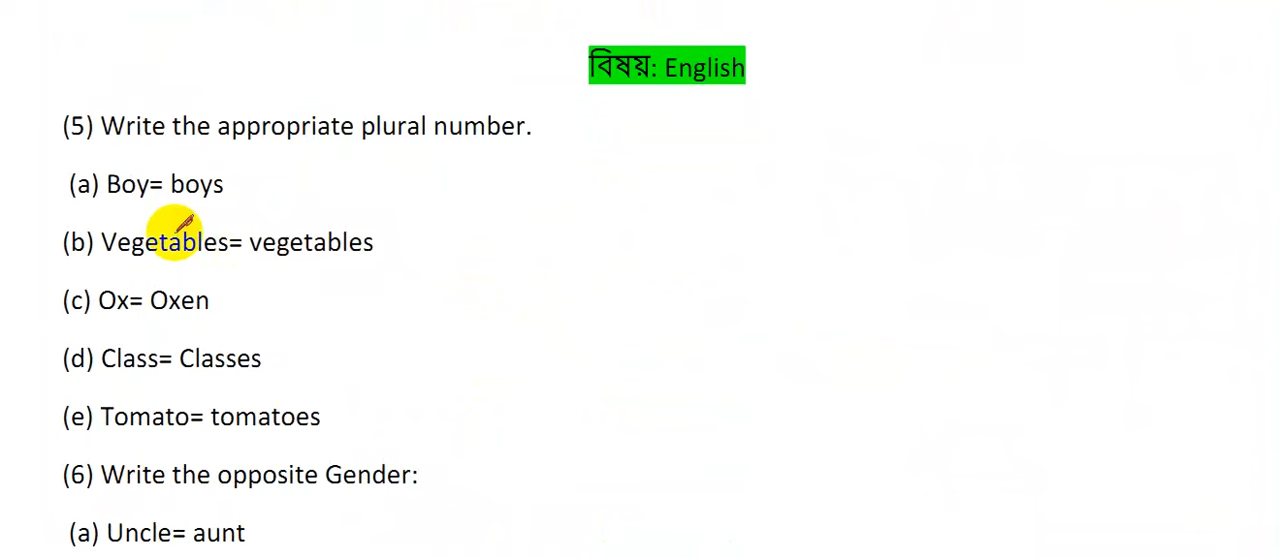 বিষয়: English
(5) Write the appropriate plural number.
(a) Boy= boys
(b) Vegetables= vegetables
(c) Ox= Oxen
(d) Class= Classes
(e) Tomato= tomatoes
(6) Write the opposite Gender:
(a) Uncle= aunt